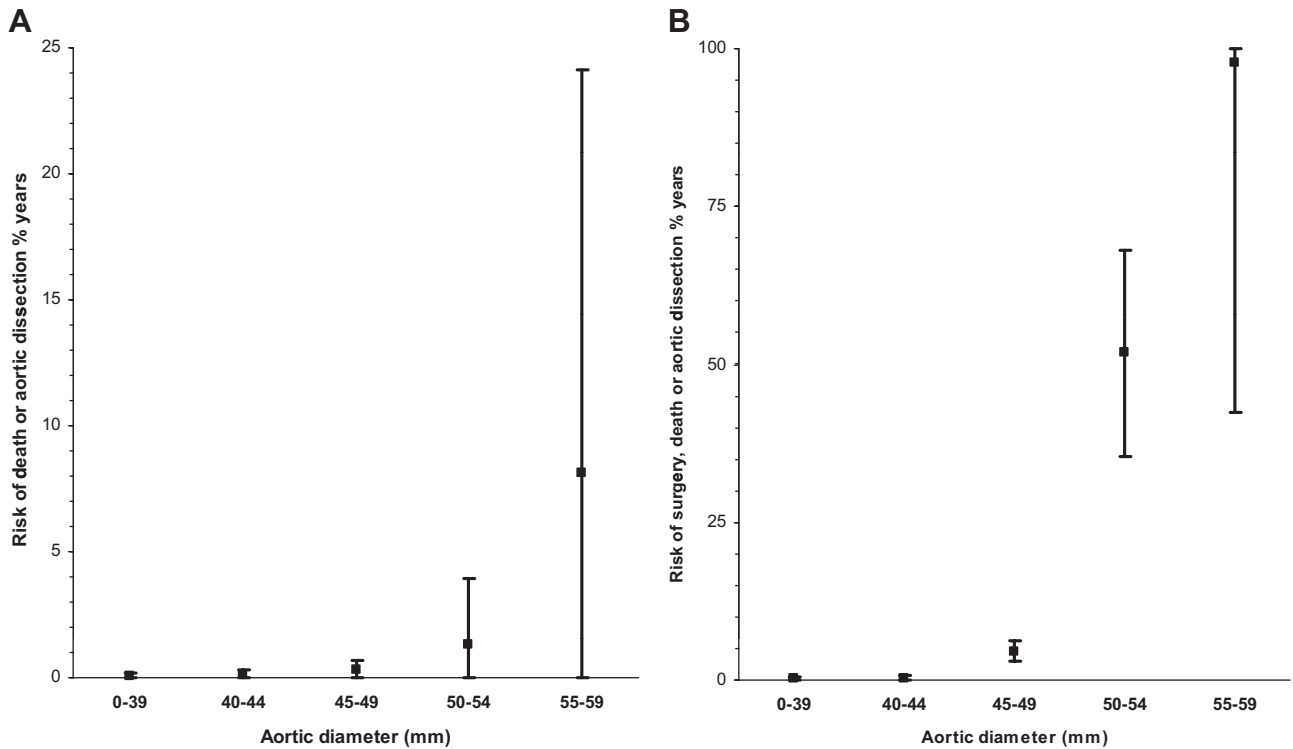 A
Risk of death or aortic dissection % years
25
20
15
10
5
0
0-39 40-44 45-49 50-54 55-59
Aortic diameter (mm)
B
Risk of surgery, death or aortic dissection % years
100
75
50
25
0
0-39 40-44 45-49 50-54 55-59
Aortic diameter (mm)